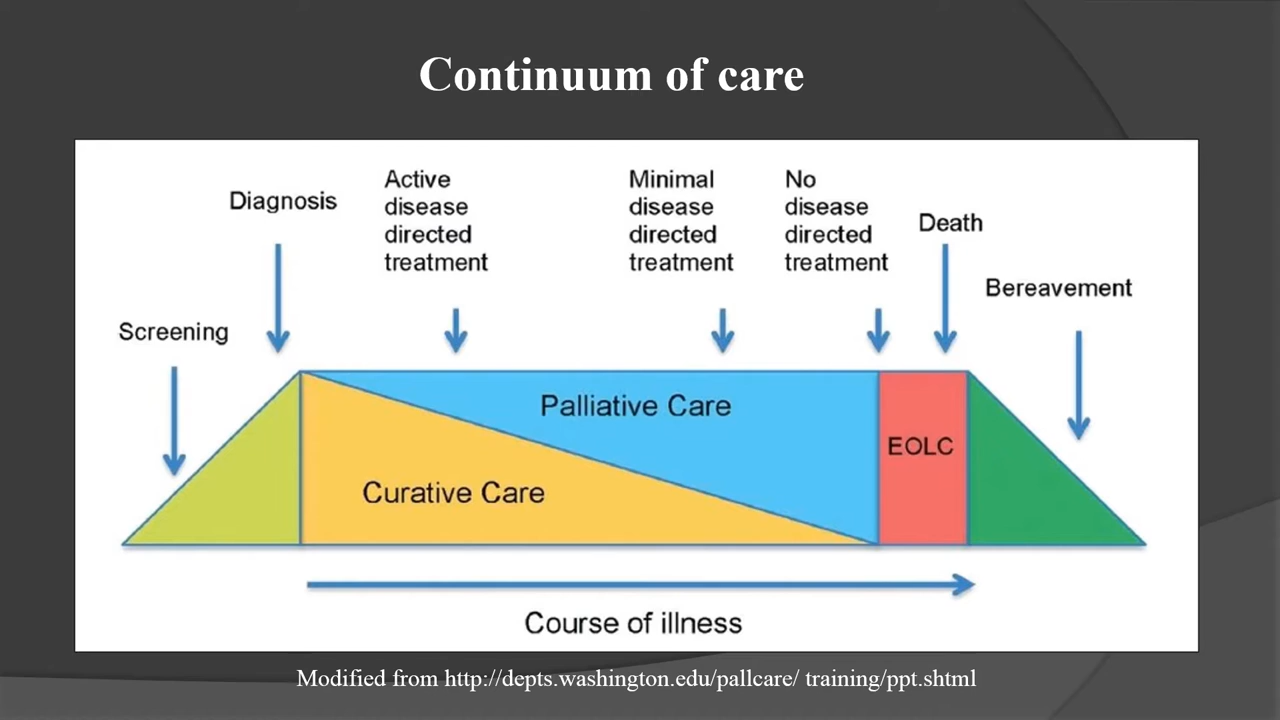 Continuum of care
Screening
Diagnosis
Active
disease
directed
treatment
Minimal
disease
directed
treatment
No
disease
directed
treatment
Death
Bereavement
Palliative Care
Curative Care
EOLC
Course of illness
Modified from http://depts.washington.edu/pallcare/ training/ppt.shtml